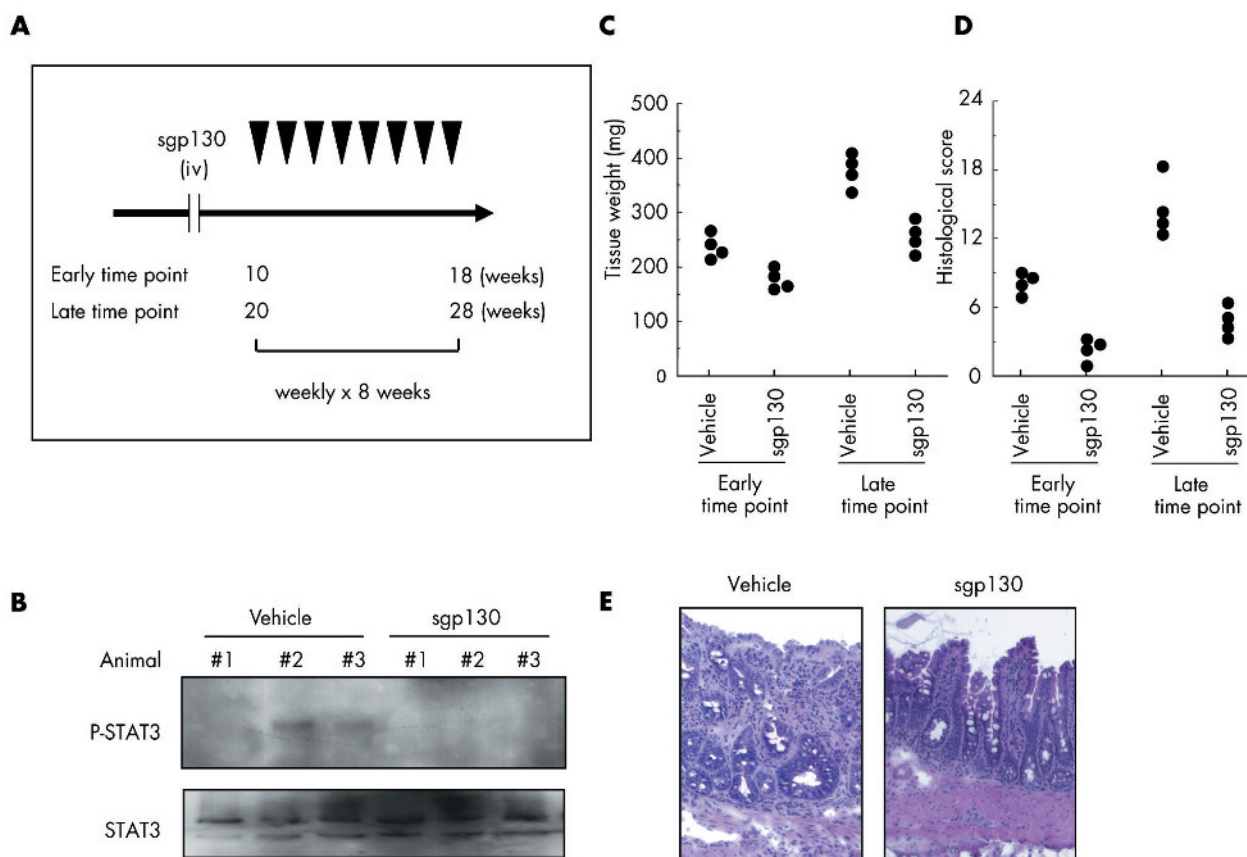 A
sgp130
(iv)
Early time point 10 18 (weeks)
Late time point 20 28 (weeks)
weekly x 8 weeks
B
Vehicle sgp130
Animal #1 #2 #3 #1 #2 #3
P-STAT3
STAT3
C
Tissue weight (mg)
500
400
300
200
100
0
Vehicle
sgp130
Vehicle
sgp130
Early
time point
Late
time point
D
Histological score
24
18
12
6
0
Vehicle
sgp130
Vehicle
sgp130
Early
time point
Late
time point
E
Vehicle sgp130